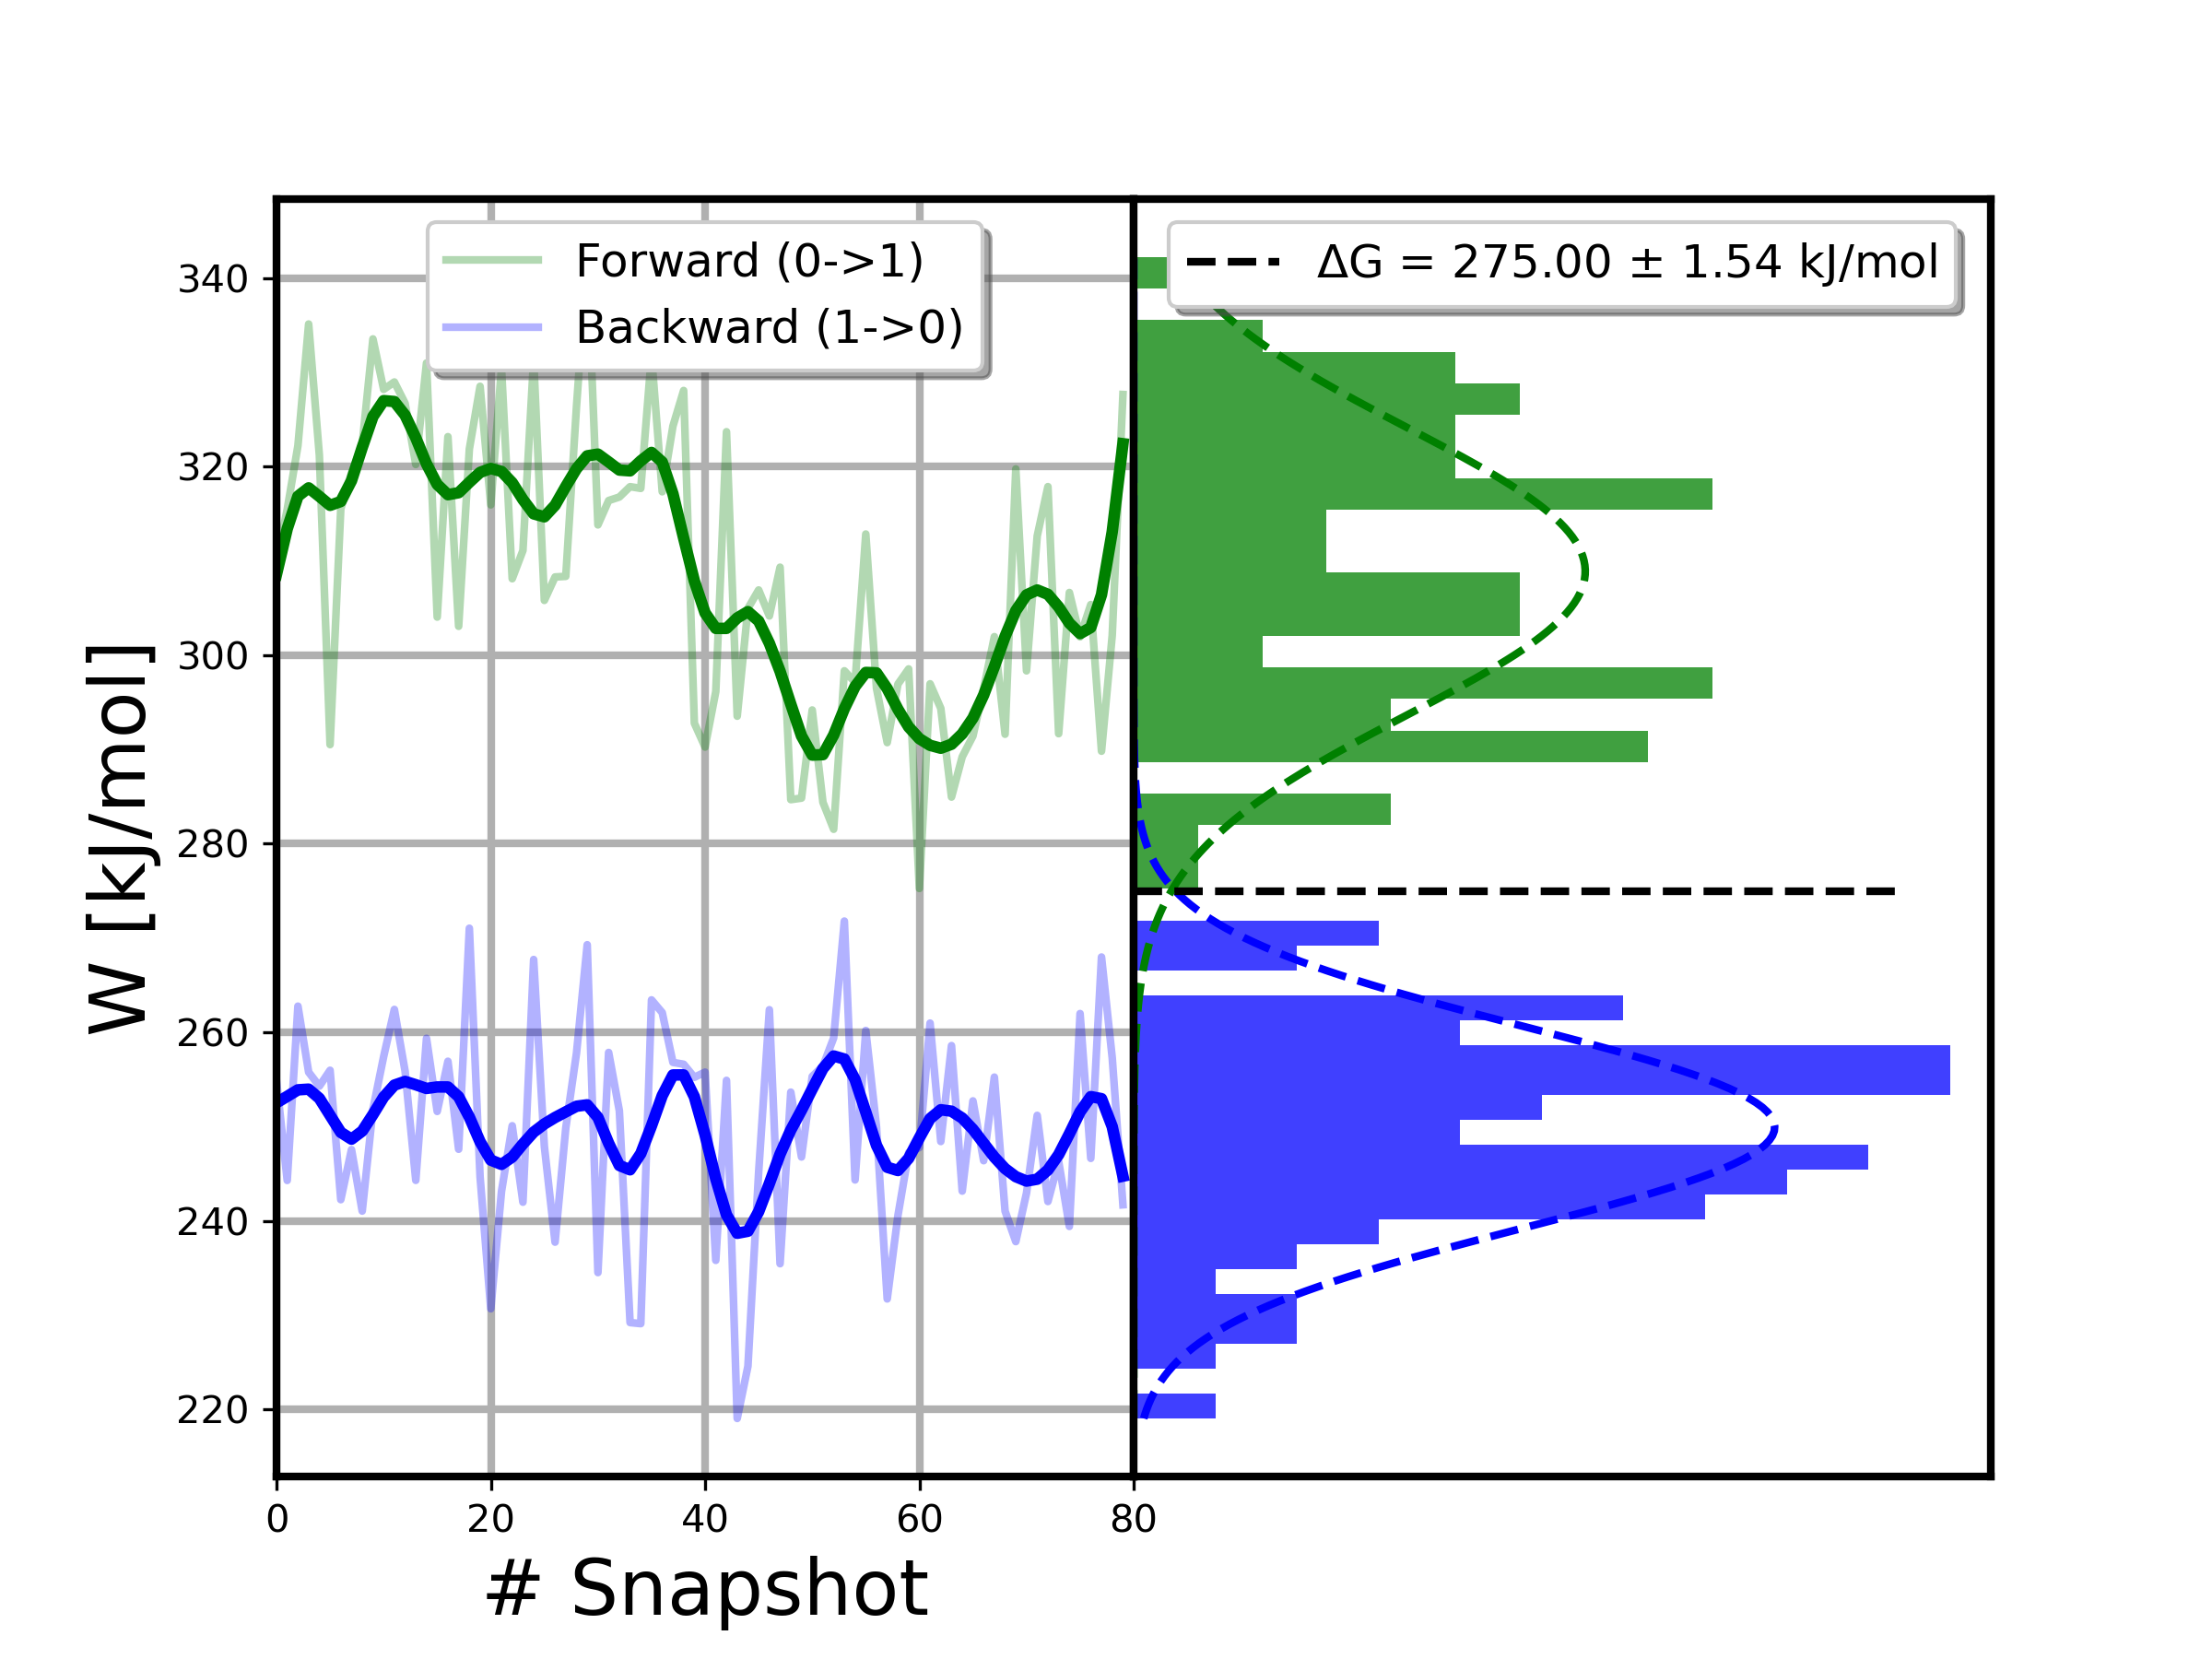 Forward (0->1)
Backward (1->0)
ΔG = 275.00 ± 1.54 kJ/mol
W [kJ/mol]
340
320
300
280
260
240
220
0
20
40
60
80
# Snapshot